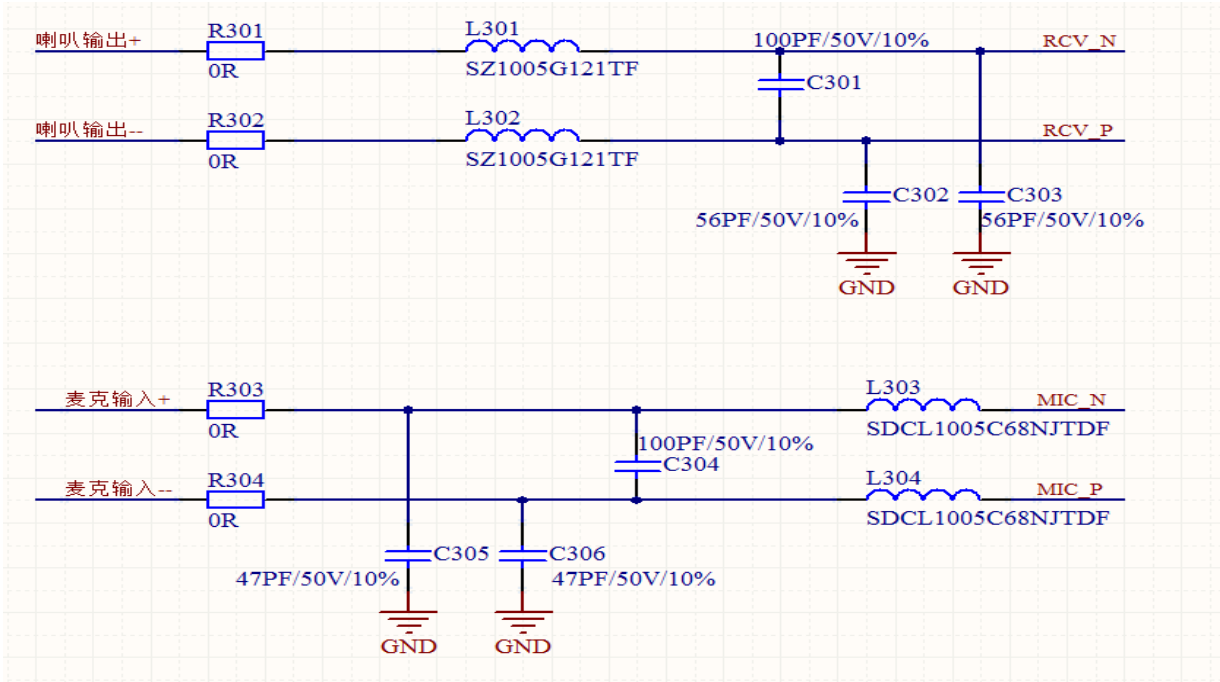 喇叭输出+
R301
0R
L301
SZ1005G121TF
100PF/50V/10%
C301
RCV_N
喇叭输出--
R302
0R
L302
SZ1005G121TF
RCV_P
C302
56PF/50V/10%
C303
56PF/50V/10%
GND
GND
麦克输入+
R303
0R
L303
SDCL1005C68NJTDF
MIC_N
100PF/50V/10%
C304
麦克输入--
R304
0R
L304
SDCL1005C68NJTDF
MIC_P
C305
47PF/50V/10%
C306
47PF/50V/10%
GND
GND